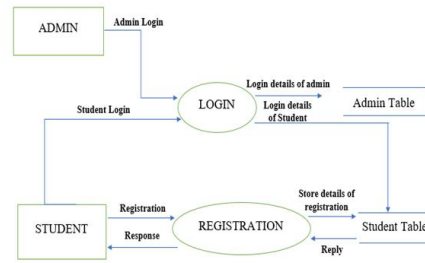 ADMIN
Admin Login
Student Login
LOGIN
Login details of admin
Login details
of Student
Admin Table
STUDENT
Registration
Response
REGISTRATION
Store details of
registration
Reply
Student Table